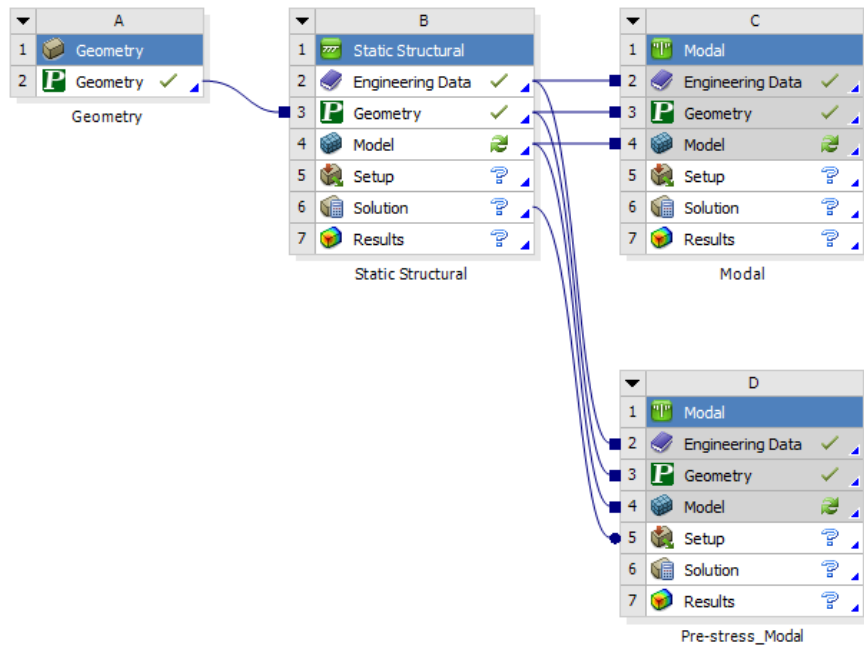 A
1 Geometry
2 P Geometry
Geometry
B
1 Static Structural
2 Engineering Data
3 P Geometry
4 Model
5 Setup ?
6 Solution ?
7 Results ?
Static Structural
C
1 Modal
2 Engineering Data
3 P Geometry
4 Model
5 Setup ?
6 Solution ?
7 Results ?
Modal
D
1 Modal
2 Engineering Data
3 P Geometry
4 Model
5 Setup ?
6 Solution ?
7 Results ?
Pre-stress_Modal